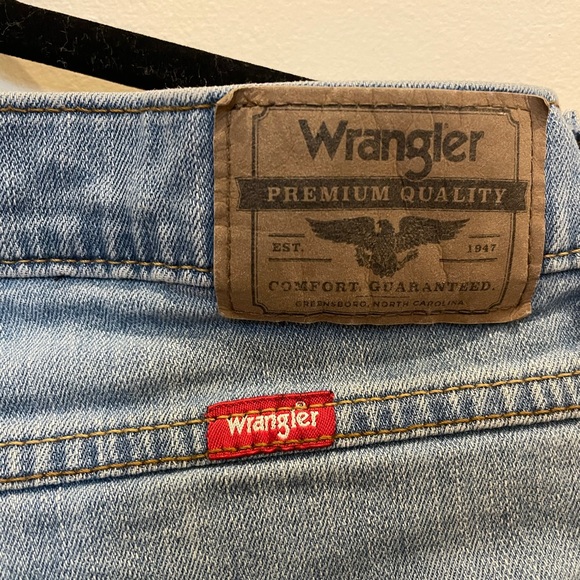 Wrangler
PREMIUM QUALITY
EST. 1947
COMFORT. GUARANTEED.
GREENSBORO, NORTH CAROLINA
Wrangler®